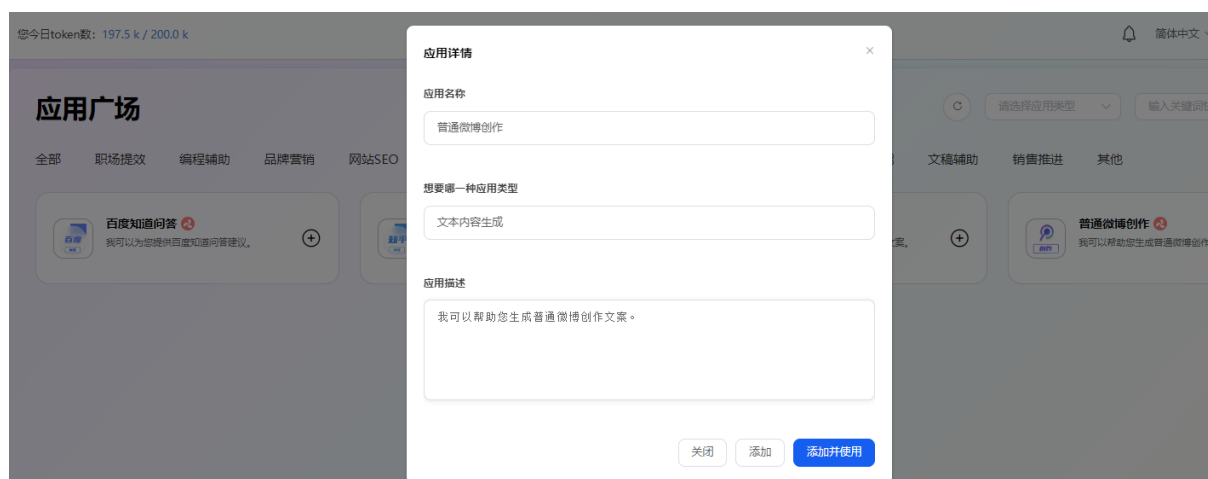 您今日token数: 197.5 k / 200.0 k
简体中文
应用广场
请选择应用类型
输入关键词
全部 职场提效 编程辅助 品牌营销 网站SEO 文稿辅助 销售推进 其他
百度知道问答
我可以为您提供百度知道问答建议。
百度
知乎
案。
创作
普通微博创作
我可以帮助您生成普通微博创作
应用详情
应用名称
普通微博创作
想要哪一种应用类型
文本内容生成
应用描述
我可以帮助您生成普通微博创作文案。
关闭 添加 添加并使用